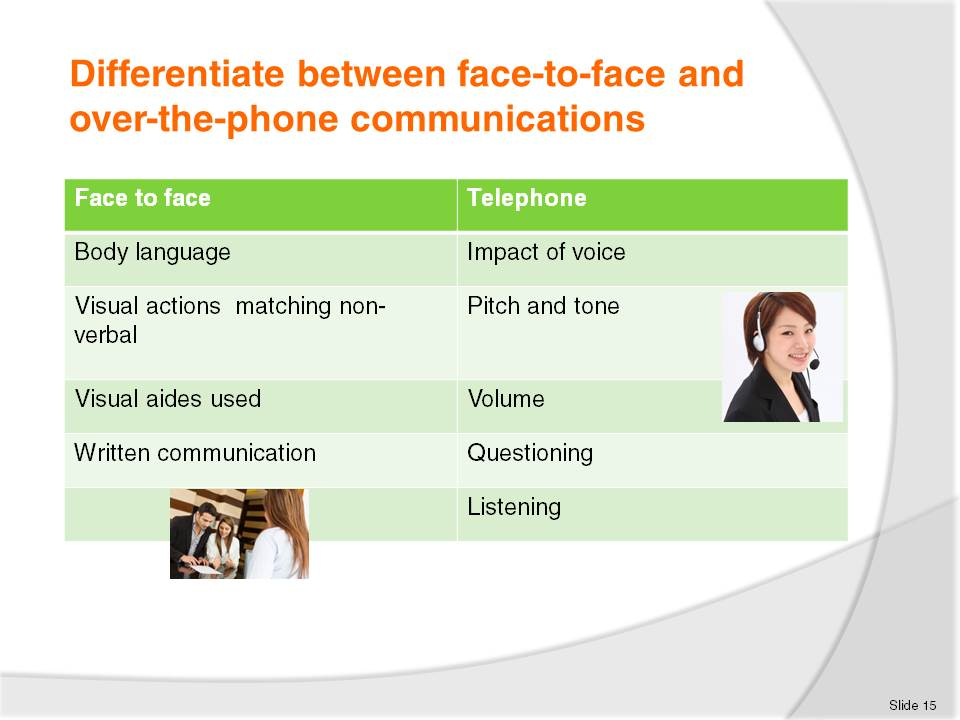 Differentiate between face-to-face and
over-the-phone communications
Face to face
Telephone
Body language
Impact of voice
Visual actions  matching non-
verbal
Pitch and tone
Visual aides used
Volume
Written communication
Questioning
Listening
Slide 15